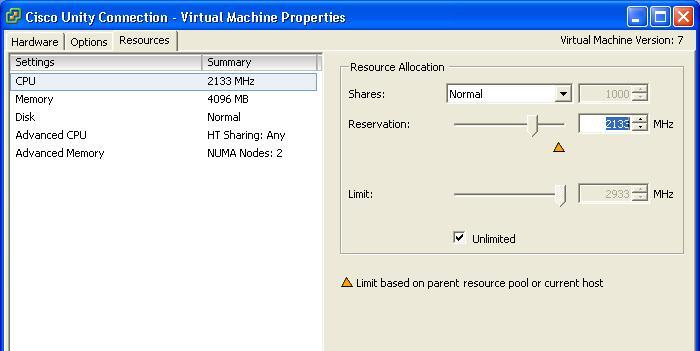 Cisco Unity Connection - Virtual Machine Properties
Hardware Options Resources Virtual Machine Version: 7
Settings Summary
CPU 2133 MHz
Memory 4096 MB
Disk Normal
Advanced CPU HT Sharing: Any
Advanced Memory NUMA Nodes: 2
Resource Allocation
Shares: Normal 1000
Reservation: 2133 MHz
Limit: 2933 MHz
Unlimited
Limit based on parent resource pool or current host